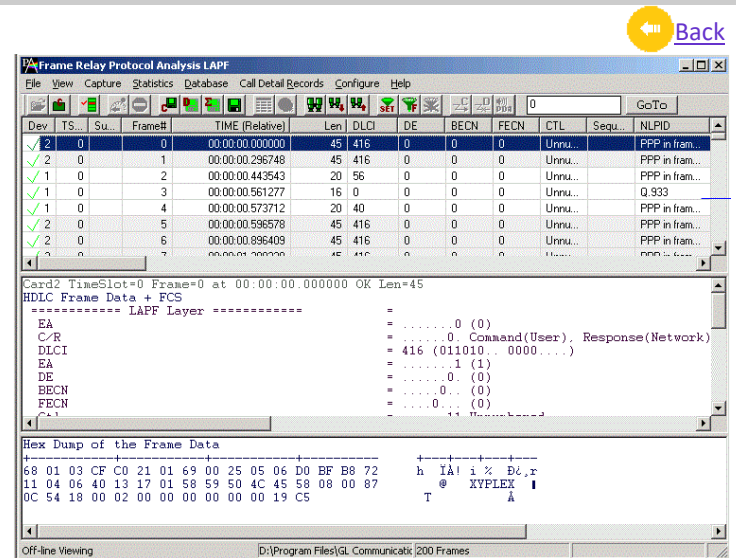 Back
Frame Relay Protocol Analysis LAPF
File View Capture Statistics Database Call Detail Records Configure Help
0 GoTo
Dev TS... Su... Frame# TIME (Relative) Len DLCI DE BECN FECN CTL Sequ... NLPID
2 0 0 00:00:00.000000 45 416 0 0 0 Unnu... PPP in fram...
2 0 1 00:00:00.296748 45 416 0 0 0 Unnu... PPP in fram...
1 0 2 00:00:00.443543 20 56 0 0 0 Unnu... PPP in fram...
1 0 3 00:00:00.561277 16 0 0 0 0 Unnu... Q.933
1 0 4 00:00:00.573712 20 40 0 0 0 Unnu... PPP in fram...
2 0 5 00:00:00.596578 45 416 0 0 0 Unnu... PPP in fram...
2 0 6 00:00:00.896409 45 416 0 0 0 Unnu... PPP in fram...
Card2 TimeSlot=0 Frame=0 at 00:00:00.000000 OK Len=45
HDLC Frame Data + FCS
============ LAPF Layer ============ =
EA = .......0 (0)
C/R = ......0. Command(User), Response(Network)
DLCI = 416 (011010.. 0000....)
EA = .......1 (1)
DE = ......0. (0)
BECN = .....0.. (0)
FECN = ....0... (0)
Hex Dump of the Frame Data
+---------+---------+---------+---------- +---+---+---+---
68 01 03 CF C0 21 01 69 00 25 05 06 D0 BF B8 72 h ÏÀ! i % Ð¿¸r
11 04 06 40 13 17 01 58 59 50 4C 45 58 08 00 87 @ XYPLEX
0C 54 18 00 02 00 00 00 00 00 00 19 C5 T Å
Off-line Viewing D:\Program Files\GL Communicatic 200 Frames